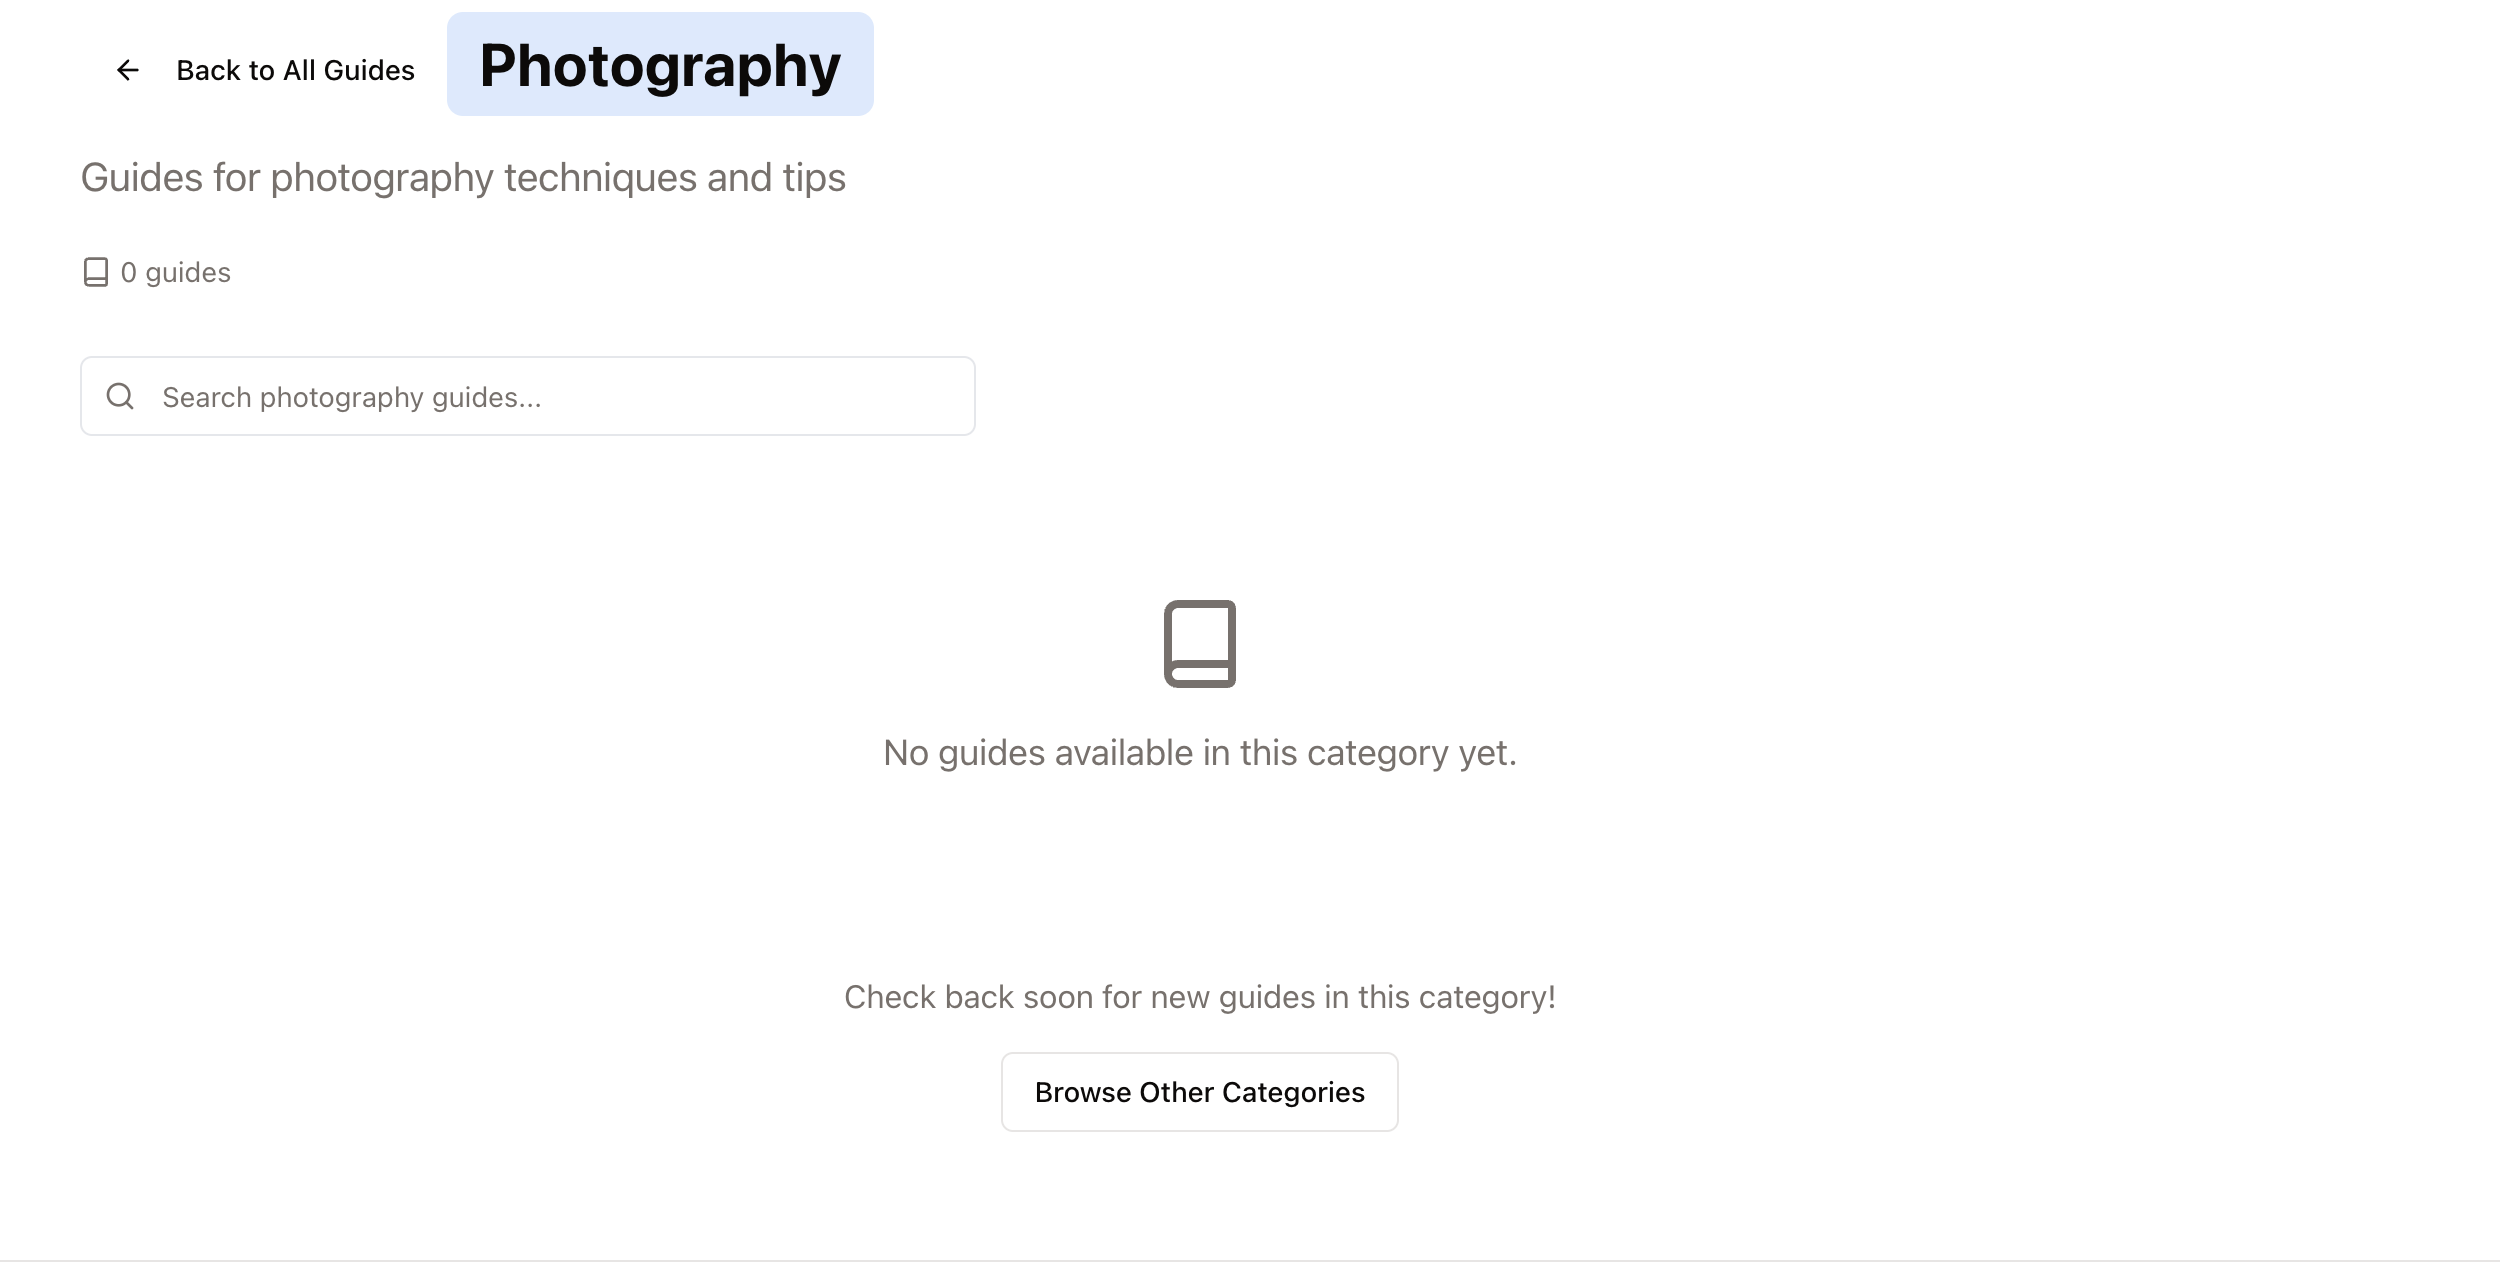 Back to All Guides
Photography
Guides for photography techniques and tips
0 guides
Search photography guides...
No guides available in this category yet.
Check back soon for new guides in this category!
Browse Other Categories